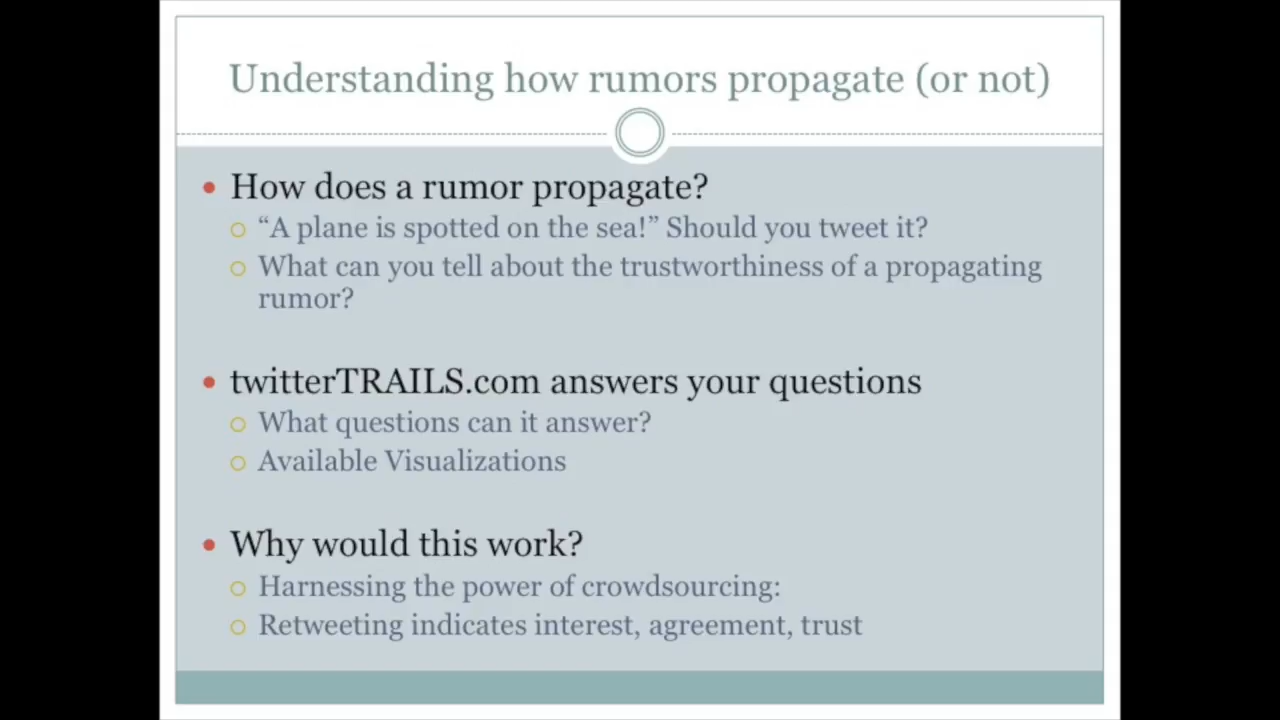 Understanding how rumors propagate (or not)
How does a rumor propagate?
“A plane is spotted on the sea!” Should you tweet it?
What can you tell about the trustworthiness of a propagating
rumor?
twitterTRAILS.com answers your questions
What questions can it answer?
Available Visualizations
Why would this work?
Harnessing the power of crowdsourcing:
Retweeting indicates interest, agreement, trust